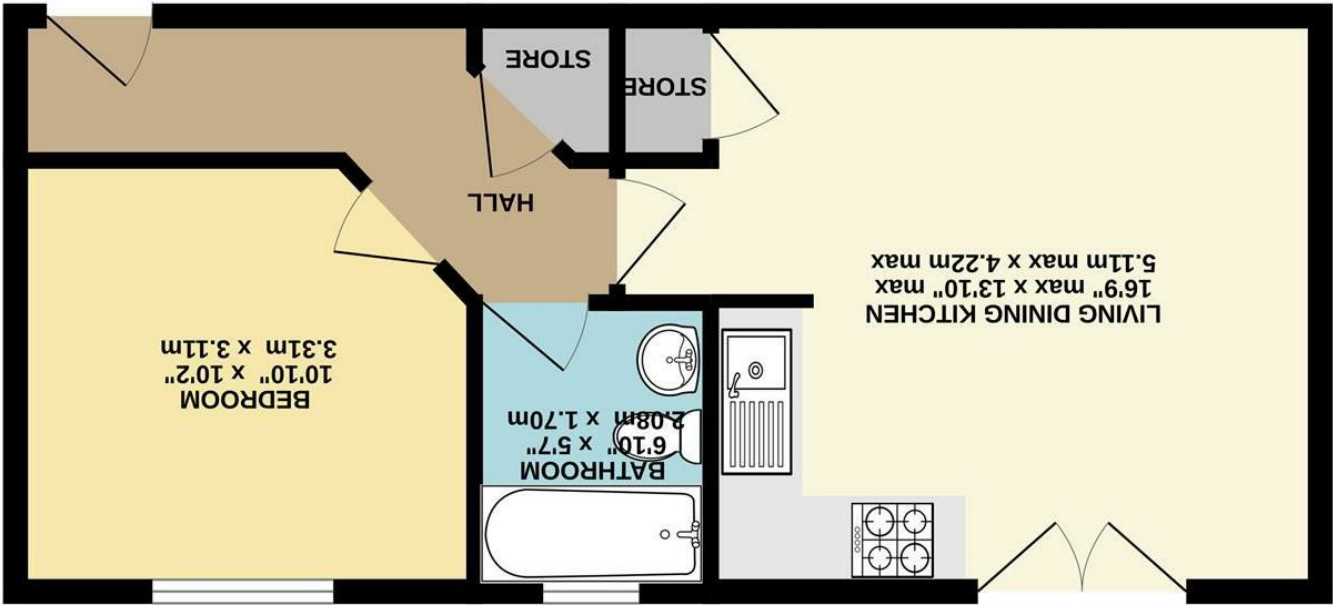 LIVING DINING KITCHEN
16'9" max x 13'10" max
5.11m max x 4.22m max
BATHROOM
6'10" x 5'7"
2.08m x 1.70m
BEDROOM
10'10" x 10'2"
3.31m x 3.11m
HALL
STORE
STORE